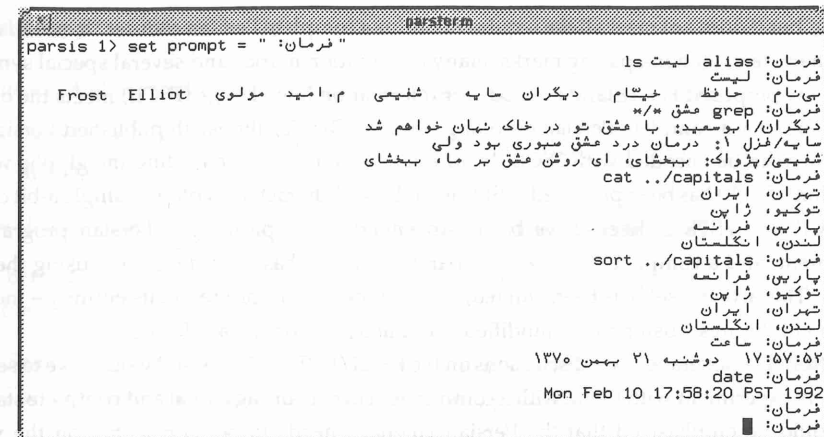 parsterm
parsis 1> set prompt = "فرمان: "
فرمان: alias لیست ls
فرمان: لیست
بی‌نام حافظ خیّام دیگران سایه شفیعی م.امید مولوی Elliot Frost
فرمان: grep عشق */*
دیگران/ابوسعید: با عشق تو در خاک نهان خواهم شد
سایه/غزل ۱: درمان درد عشق صبوری بود ولی
شفیعی/پژواک: ببخشای، ای روشن عشق بر ما، ببخشای
فرمان: cat ../capitals
تهران، ایران
توکیو، ژاپن
پاریس، فرانسه
لندن، انگلستان
فرمان: sort ../capitals
پاریس، فرانسه
توکیو، ژاپن
تهران، ایران
لندن، انگلستان
فرمان: ساعت
۱۷:۵۷:۵۲ دوشنبه ۲۱ بهمن ۱۳۷۰
فرمان: date
Mon Feb 10 17:58:20 PST 1992
فرمان:
فرمان: